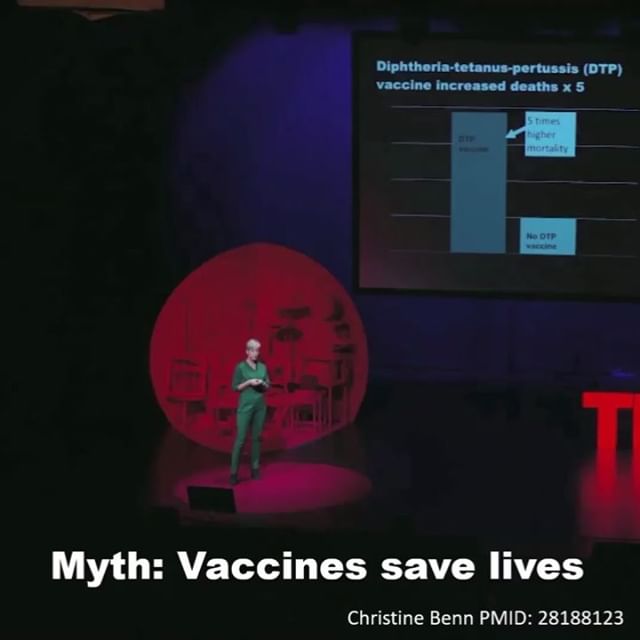 Diphtheria-tetanus-pertussis (DTP)
vaccine increased deaths x 5
DTP
vaccine
5 times
higher
mortality
No DTP
vaccine
T
Myth: Vaccines save lives
Christine Benn PMID: 28188123